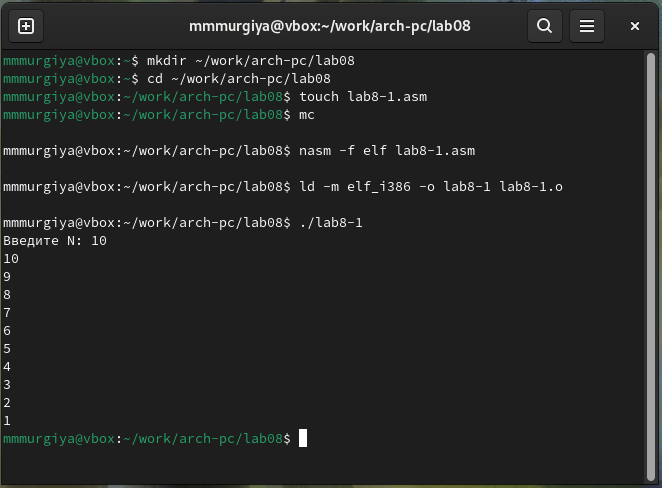 mmmurgiya@vbox:~/work/arch-pc/lab08
mmmurgiya@vbox:~$ mkdir ~/work/arch-pc/lab08
mmmurgiya@vbox:~$ cd ~/work/arch-pc/lab08
mmmurgiya@vbox:~/work/arch-pc/lab08$ touch lab8-1.asm
mmmurgiya@vbox:~/work/arch-pc/lab08$ mc
mmmurgiya@vbox:~/work/arch-pc/lab08$ nasm -f elf lab8-1.asm
mmmurgiya@vbox:~/work/arch-pc/lab08$ ld -m elf_i386 -o lab8-1 lab8-1.o
mmmurgiya@vbox:~/work/arch-pc/lab08$ ./lab8-1
Введите N: 10
10
9
8
7
6
5
4
3
2
1
mmmurgiya@vbox:~/work/arch-pc/lab08$